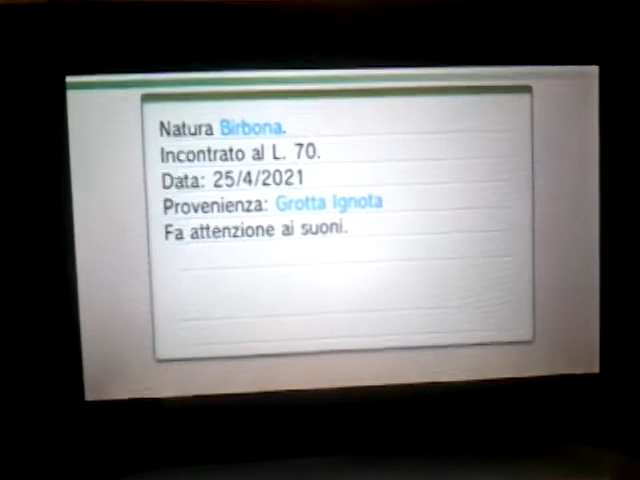 Natura Birbona.
Incontrato al L. 70.
Data: 25/4/2021
Provenienza: Grotta Ignota
Fa attenzione ai suoni.